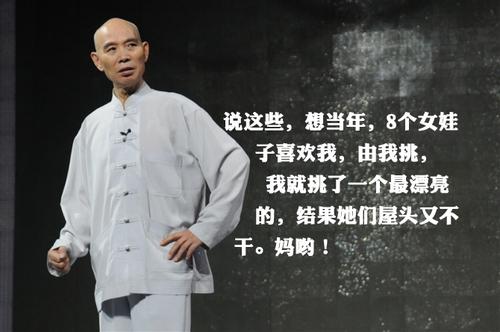 说这些，想当年，8个女娃
子喜欢我，由我挑，
我就挑了一个最漂亮
的，结果她们屋头又不
干。妈哟！